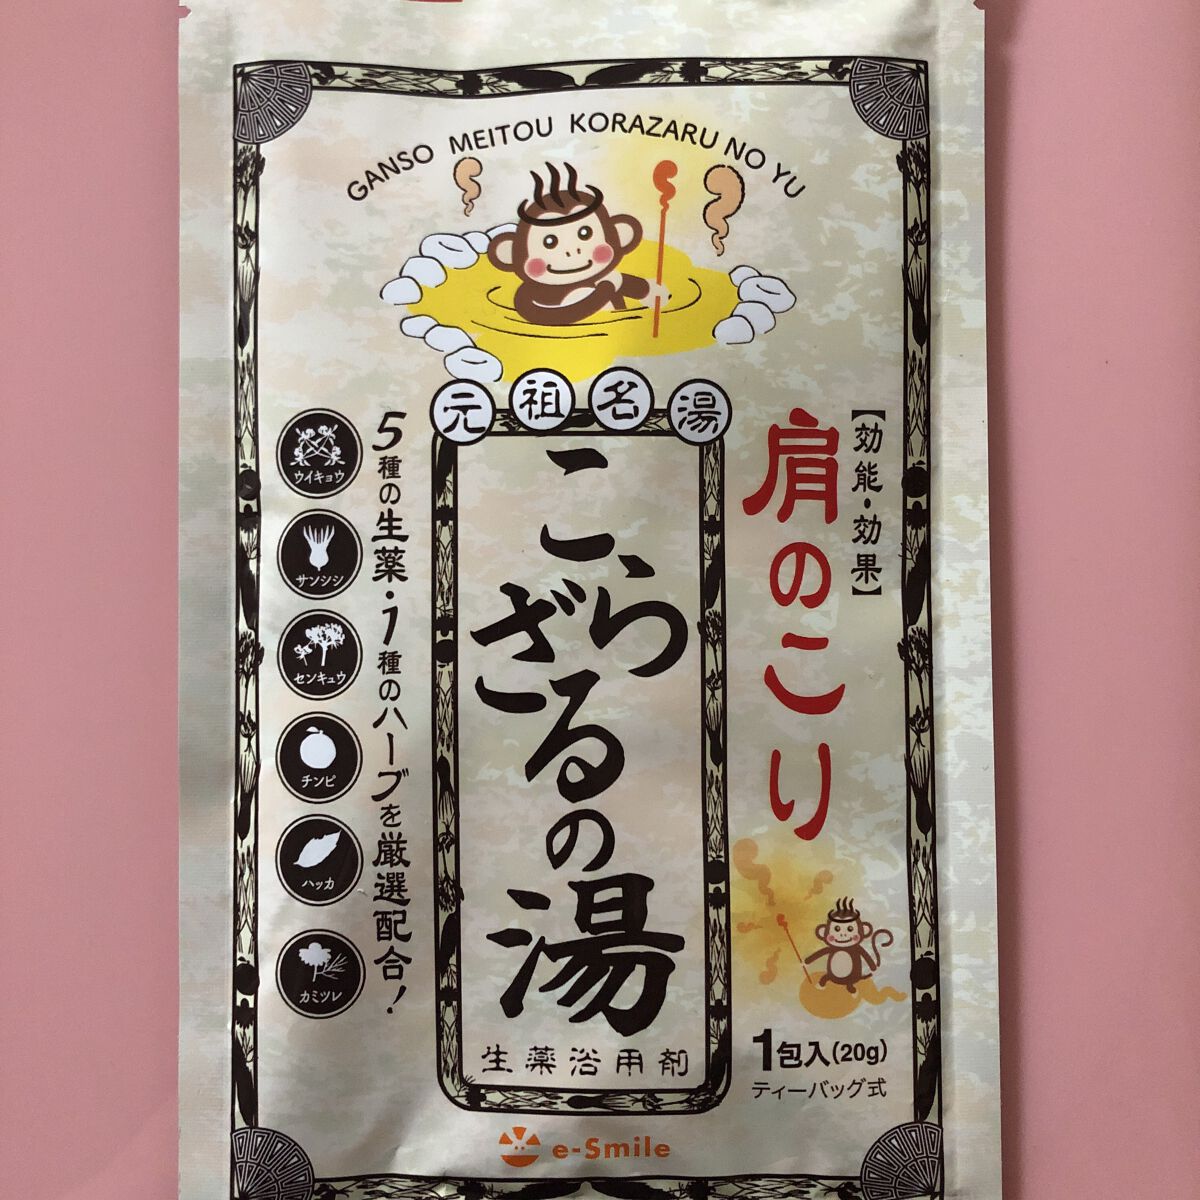 GANSO MEITOU KORAZARU NO YU
元祖名湯
【効能・効果】
肩のこり
こらざるの湯
生薬浴用剤
5種の生薬・1種のハーブを厳選配合!
ウイキョウ
サンシシ
センキュウ
チンピ
ハッカ
カミツレ
1包入(20g)
ティーバッグ式
e-Smile